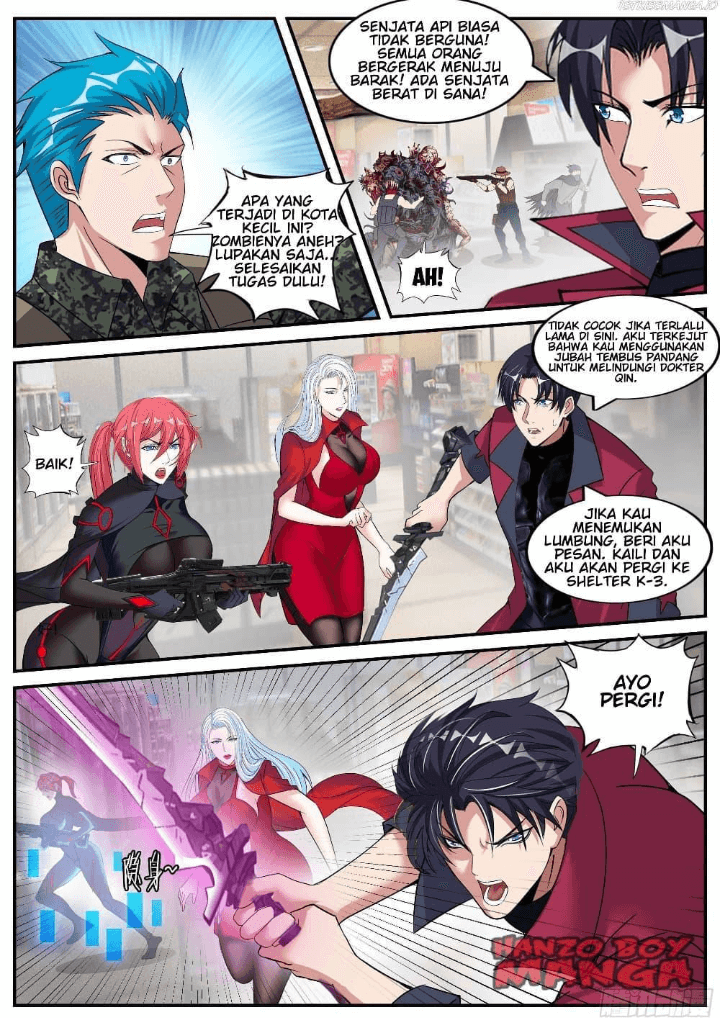 SENJATA API BIASA
TIDAK BERGUNA!
SEMUA ORANG
BERGERAK MENUJU
BARAK! ADA SENJATA
BERAT DI SANA!
APA YANG
TERJADI DI KOTA
KECIL INI?
ZOMBIENYA ANEH?
LUPAKAN SAJA...
SELESAIKAN
TUGAS DULU!
AH!
TIDAK COCOK JIKA TERLALU
LAMA DI SINI. AKU TERKEJUT
BAHWA KAU MENGGUNAKAN
JUBAH TEMBUS PANDANG
UNTUK MELINDUNGI DOKTER
QIN.
BAIK!
JIKA KAU
MENEMUKAN
LUMBUNG, BERI AKU
PESAN. KAILI DAN
AKU AKAN PERGI KE
SHELTER K-3.
AYO
PERGI!
隐身~
HANZO BOY
MANGA